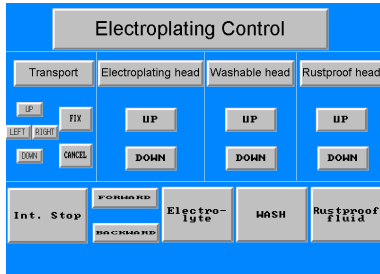 Electroplating Control
Transport
Electroplating head
Washable head
Rustproof head
UP
FIX
UP
UP
UP
LEFT
RIGHT
DOWN
CANCEL
DOWN
DOWN
DOWN
Int. Stop
FORWARD
BACKWARD
Electro-
lyte
WASH
Rustproof
fluid